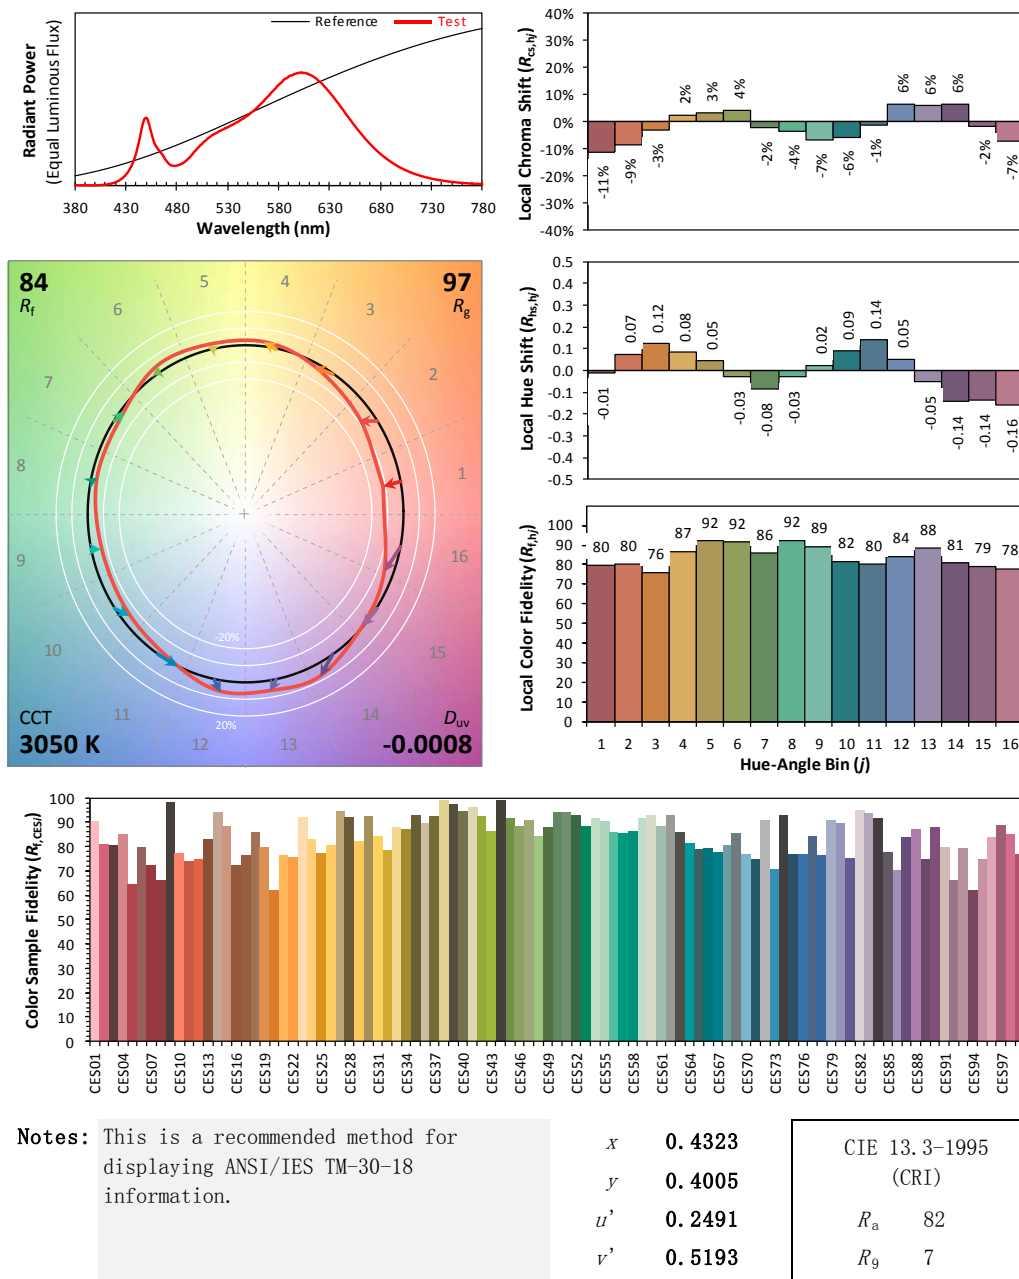 Reference Test
Radiant Power
(Equal Luminous Flux)
380 430 480 530 580 630 680 730 780
Wavelength (nm)
Local Chroma Shift (Rcs,hj)
40%
30%
20%
10%
0%
-10%
-20%
-30%
-40%
-11% -9% -3% 2% 3% 4% -2% -4% -7% -6% -1% 6% 6% 6% -2% -7%
84
Rf
97
Rg
1 2 3 4 5 6 7 8 9 10 11 12 13 14 15 16
-20%
20%
CCT
3050 K
Duv
-0.0008
Local Hue Shift (Rhs,hj)
0.5
0.4
0.3
0.2
0.1
0.0
-0.1
-0.2
-0.3
-0.4
-0.5
-0.01 0.07 0.12 0.08 0.05 -0.03 -0.08 -0.03 0.02 0.09 0.14 0.05 -0.05 -0.14 -0.14 -0.16
Local Color Fidelity (Rf,hj)
100
90
80
70
60
50
40
30
20
10
0
80 80 76 87 92 92 86 92 89 82 80 84 88 81 79 78
1 2 3 4 5 6 7 8 9 10 11 12 13 14 15 16
Hue-Angle Bin (j)
Color Sample Fidelity (Rf,CESi)
100
90
80
70
60
50
40
30
20
10
0
CES01 CES04 CES07 CES10 CES13 CES16 CES19 CES22 CES25 CES28 CES31 CES34 CES37 CES40 CES43 CES46 CES49 CES52 CES55 CES58 CES61 CES64 CES67 CES70 CES73 CES76 CES79 CES82 CES85 CES88 CES91 CES94 CES97
Notes: This is a recommended method for
displaying ANSI/IES TM-30-18
information.
x 0.4323
y 0.4005
u' 0.2491
v' 0.5193
CIE 13.3-1995
(CRI)
Ra 82
R9 7